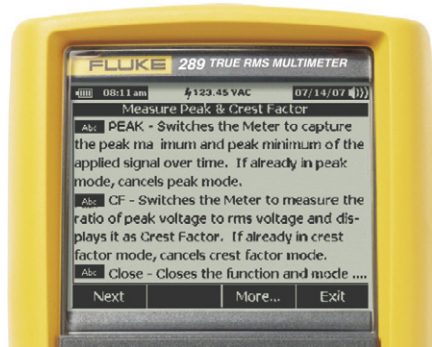 FLUKE 289 TRUE RMS MULTIMETER
08:11 am 123.45 VAC 07/14/07
Measure Peak & Crest Factor
Abc PEAK - Switches the Meter to capture
the peak ma imum and peak minimum of the
applied signal over time. If already in peak
mode, cancels peak mode.
Abc CF - Switches the Meter to measure the
ratio of peak voltage to rms voltage and dis-
plays it as Crest Factor. If already in crest
factor mode, cancels crest factor mode.
Abc Close - Closes the function and mode ....
Next More... Exit